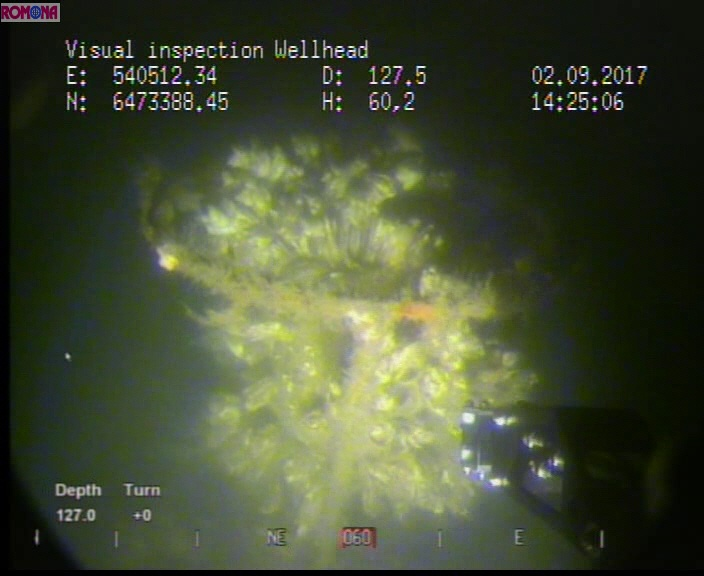 ROMONA
Visual inspection Wellhead
E: 540512.34 D: 127.5 02.09.2017
N: 6473388.45 H: 60,2 14:25:06
Depth Turn
127.0 +0
NE 060 E